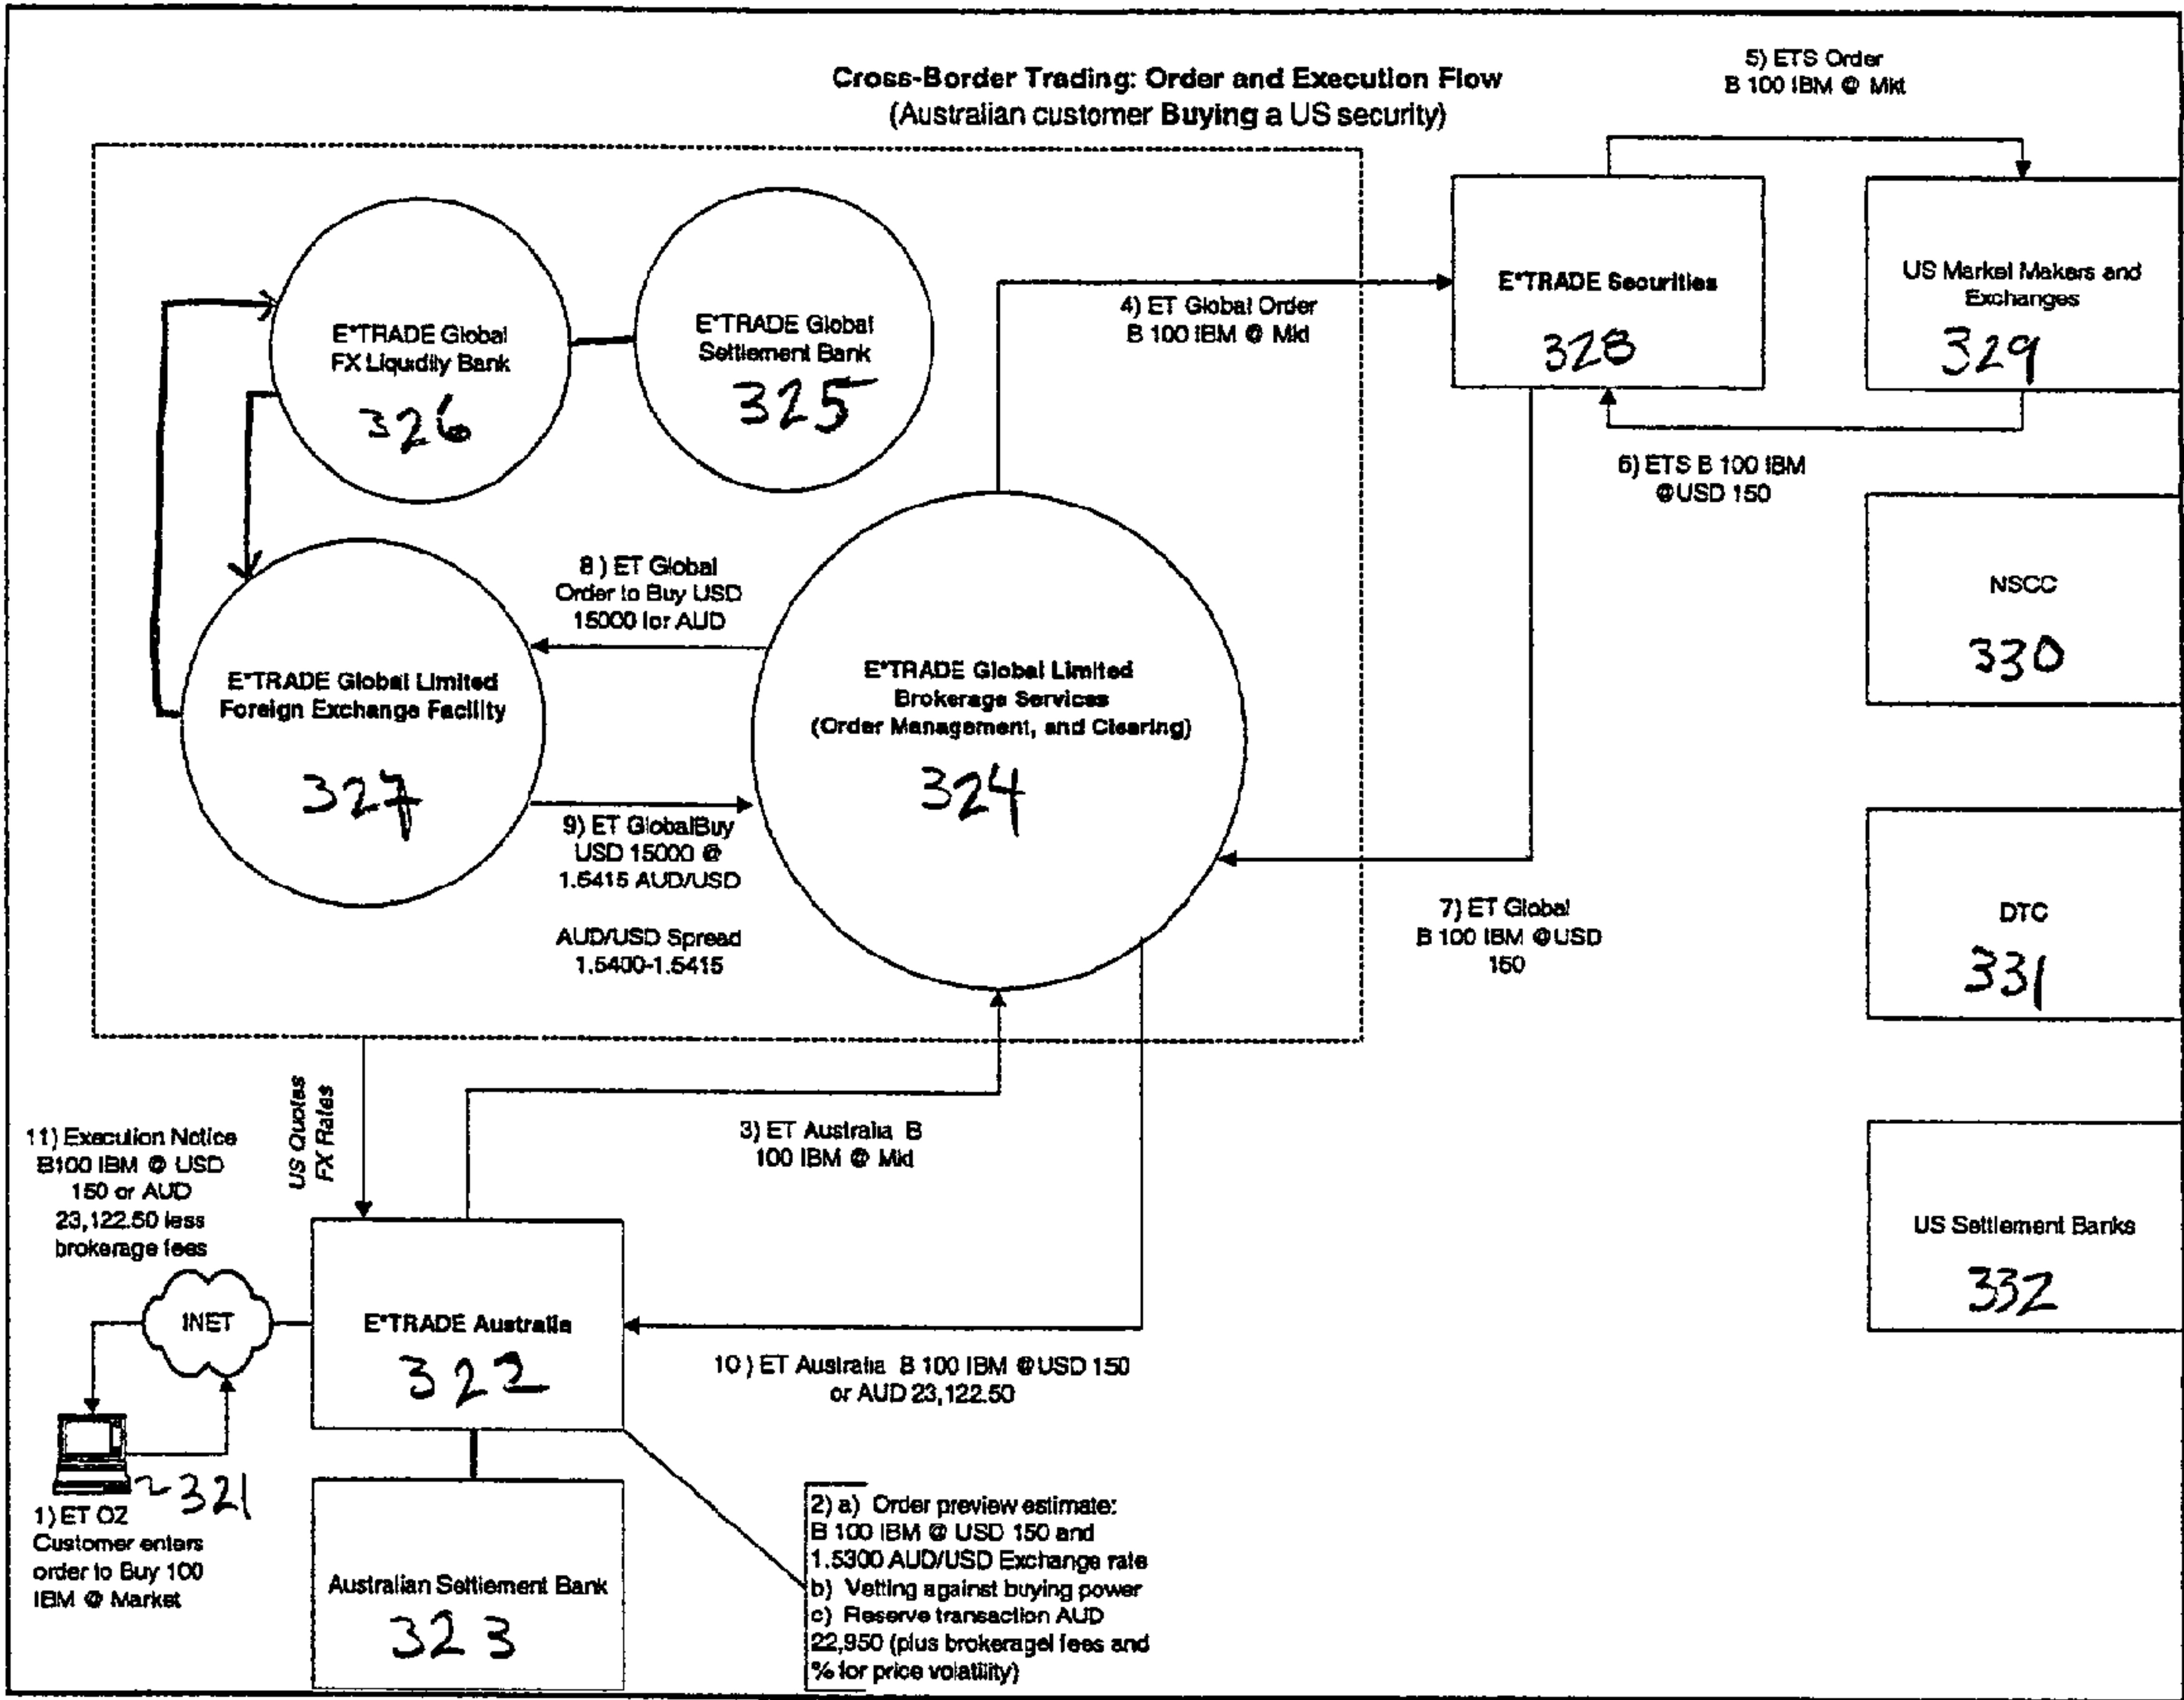 Cross-Border Trading: Order and Execution Flow
(Australian customer Buying a US security)
5) ETS Order
B 100 IBM @ Mkt
E*TRADE Global
FX Liquidity Bank
326
E*TRADE Global
Settlement Bank
325
4) ET Global Order
B 100 IBM @ Mkt
E*TRADE Securities
328
US Market Makers and
Exchanges
329
6) ETS B 100 IBM
@USD 150
NSCC
330
8) ET Global
Order to Buy USD
15000 for AUD
E*TRADE Global Limited
Foreign Exchange Facility
327
E*TRADE Global Limited
Brokerage Services
(Order Management, and Clearing)
324
9) ET GlobalBuy
USD 15000 @
1.5415 AUD/USD
AUD/USD Spread
1.5400-1.5415
7) ET Global
B 100 IBM @USD
150
DTC
331
US Quotes
FX Rates
3) ET Australia B
100 IBM @ Mkt
11) Execution Notice
B100 IBM @ USD
150 or AUD
23,122.50 less
brokerage fees
US Settlement Banks
332
INET
E*TRADE Australia
322
10) ET Australia B 100 IBM @USD 150
or AUD 23,122.50
321
1) ET OZ
Customer enters
order to Buy 100
IBM @ Market
Australian Settlement Bank
323
2) a) Order preview estimate:
B 100 IBM @ USD 150 and
1.5300 AUD/USD Exchange rate
b) Vetting against buying power
c) Reserve transaction AUD
22,950 (plus brokeragel fees and
% for price volatility)